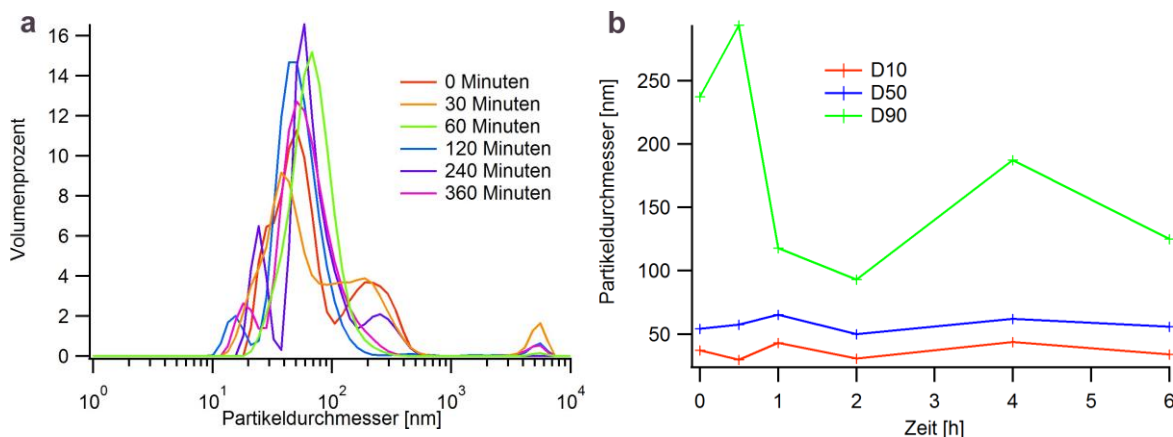 a
Volumenprozent
16
14
12
10
8
6
4
2
0
0 Minuten
30 Minuten
60 Minuten
120 Minuten
240 Minuten
360 Minuten
10^0
10^1
10^2
10^3
10^4
Partikeldurchmesser [nm]
b
Partikeldurchmesser [nm]
250
200
150
100
50
D10
D50
D90
0 1 2 3 4 5 6
Zeit [h]